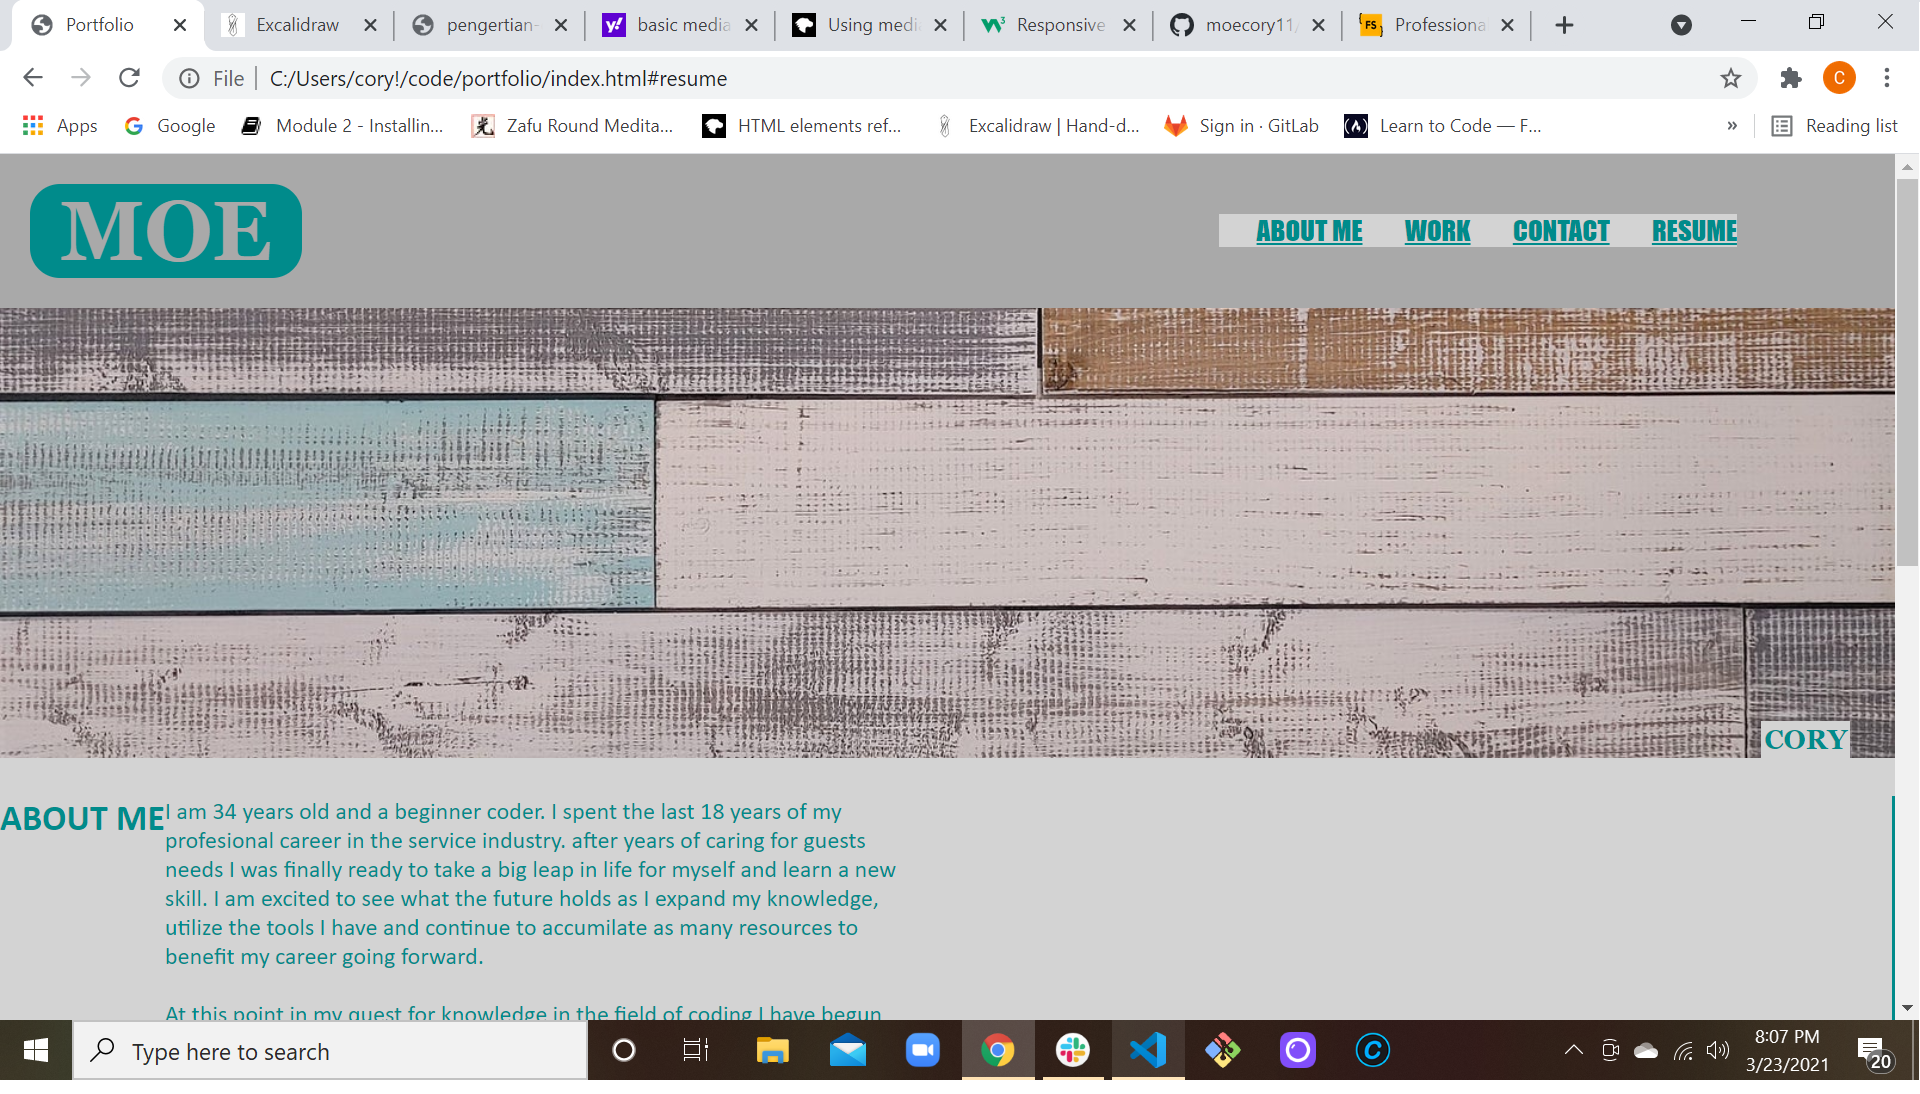 Portfolio
Excalidraw
pengertian-
basic media
Using medi
Responsive
moecory11/
Professiona
File
C:/Users/cory!/code/portfolio/index.html#resume
C
Apps
Google
Module 2 - Installin...
Zafu Round Medita...
HTML elements ref...
Excalidraw | Hand-d...
Sign in · GitLab
Learn to Code — F...
»
Reading list
MOE
ABOUT ME WORK CONTACT RESUME
CORY
ABOUT ME
I am 34 years old and a beginner coder. I spent the last 18 years of my
profesional career in the service industry. after years of caring for guests
needs I was finally ready to take a big leap in life for myself and learn a new
skill. I am excited to see what the future holds as I expand my knowledge,
utilize the tools I have and continue to accumilate as many resources to
benefit my career going forward.
At this point in my quest for knowledge in the field of coding I have begun
Type here to search
8:07 PM
3/23/2021
20